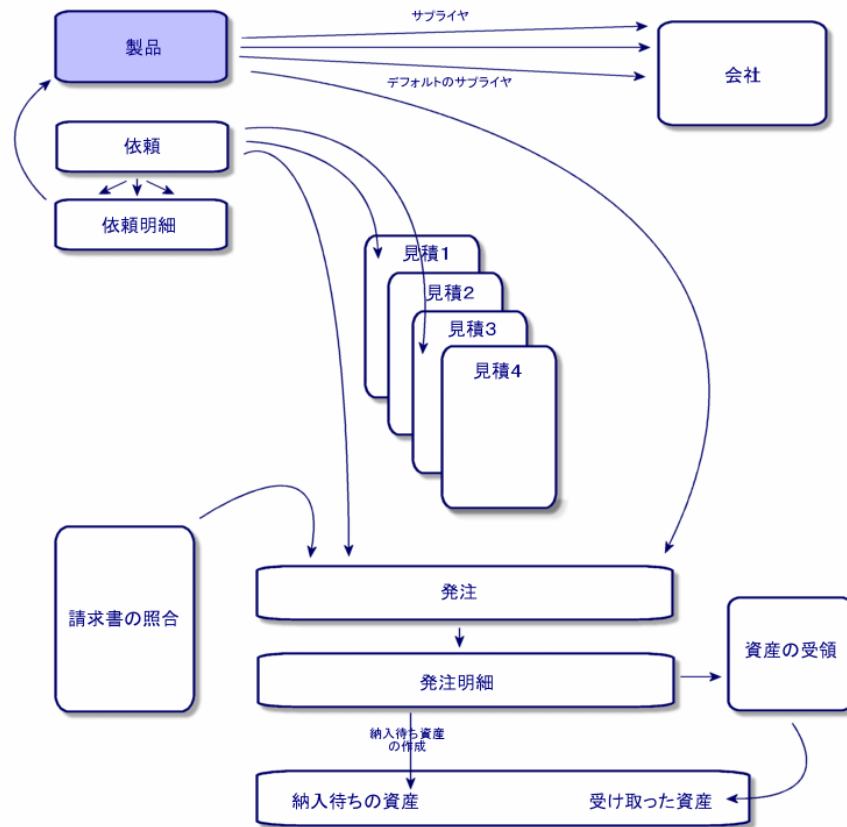 サプライヤ
製品
会社
デフォルトのサプライヤ
依頼
依頼明細
見積1
見積2
見積3
見積4
発注
請求書の照合
資産の受領
発注明細
納入待ち資産
の作成
納入待ちの資産
受け取った資産